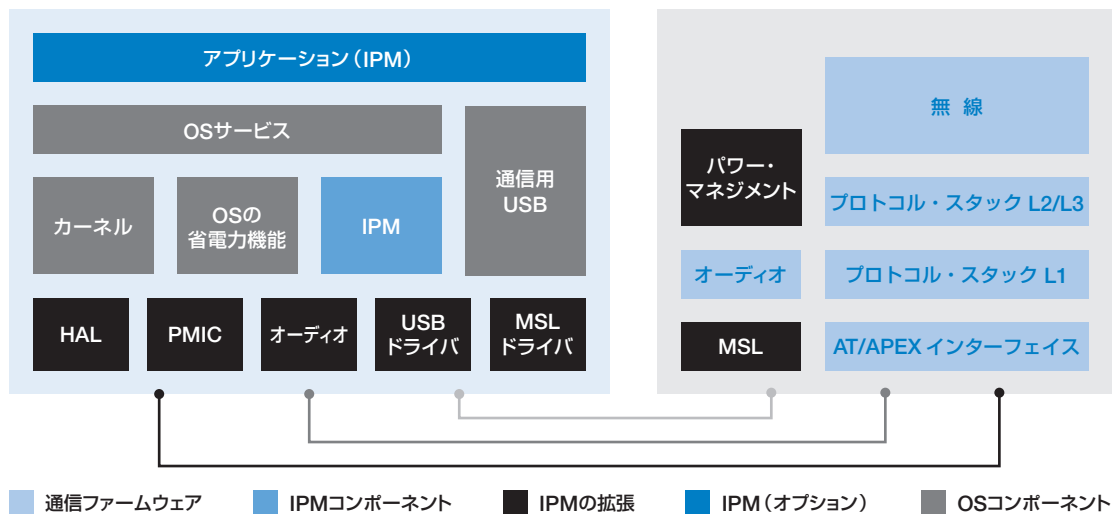 アプリケーション（IPM）
OSサービス
通信用
USB
カーネル
OSの
省電力機能
IPM
HAL
PMIC
オーディオ
USB
ドライバ
MSL
ドライバ
無 線
パワー・
マネジメント
プロトコル・スタック L2/L3
オーディオ
プロトコル・スタック L1
MSL
AT/APEX インターフェイス
通信ファームウェア
IPMコンポーネント
IPMの拡張
IPM（オプション）
OSコンポーネント